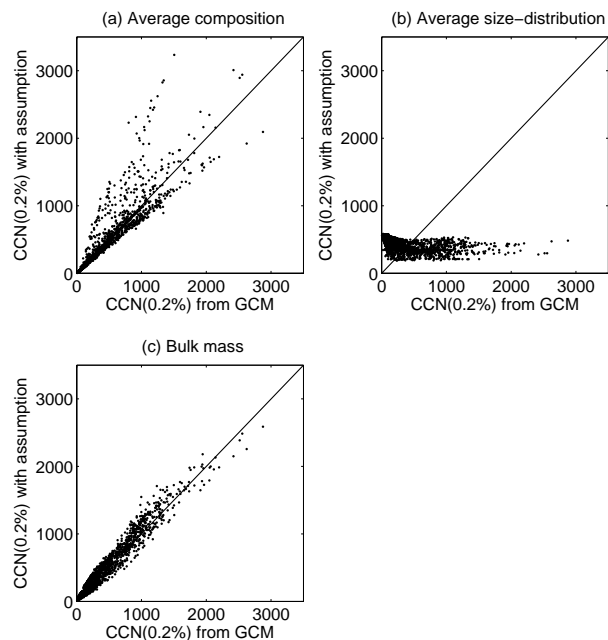 (a) Average composition
3000
2000
1000
0
0 1000 2000 3000
CCN(0.2%) with assumption
CCN(0.2%) from GCM
(b) Average size−distribution
3000
2000
1000
0
0 1000 2000 3000
CCN(0.2%) with assumption
CCN(0.2%) from GCM
(c) Bulk mass
3000
2000
1000
0
0 1000 2000 3000
CCN(0.2%) with assumption
CCN(0.2%) from GCM